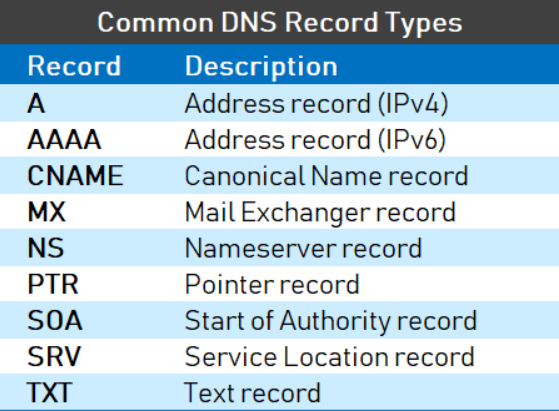 Common DNS Record Types
Record Description
A Address record (IPv4)
AAAA Address record (IPv6)
CNAME Canonical Name record
MX Mail Exchanger record
NS Nameserver record
PTR Pointer record
SOA Start of Authority record
SRV Service Location record
TXT Text record